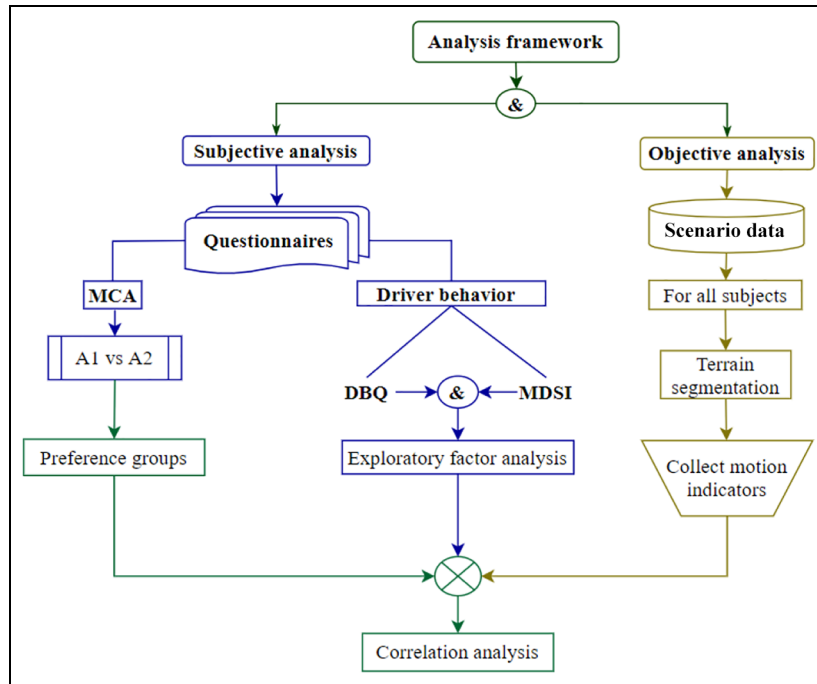 Analysis framework
&
Subjective analysis
Objective analysis
Questionnaires
Scenario data
MCA
Driver behavior
For all subjects
A1 vs A2
Terrain
segmentation
DBQ
&
MDSI
Preference groups
Exploratory factor analysis
Collect motion
indicators
Correlation analysis